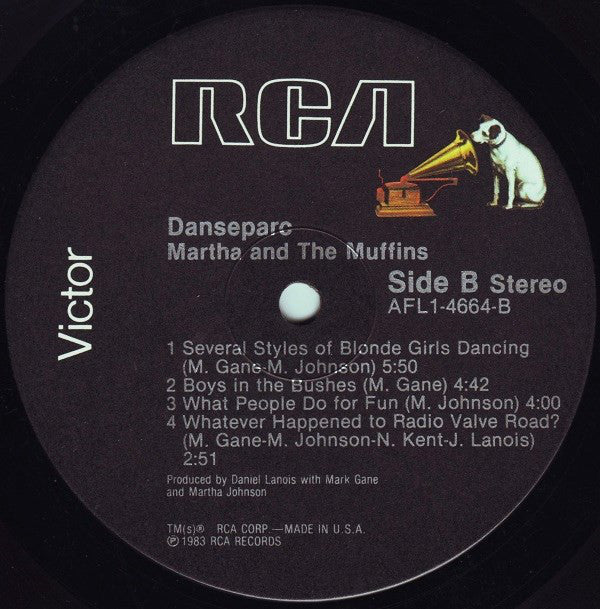 RCA
Victor
Danseparc
Martha and The Muffins
Side B Stereo
AFL1-4664-B
1 Several Styles of Blonde Girls Dancing
(M. Gane-M. Johnson) 5:50
2 Boys in the Bushes (M. Gane) 4:42
3 What People Do for Fun (M. Johnson) 4:00
4 Whatever Happened to Radio Valve Road?
(M. Gane-M. Johnson-N. Kent-J. Lanois)
2:51
Produced by Daniel Lanois with Mark Gane
and Martha Johnson
TM(s)® RCA CORP.—MADE IN U.S.A.
℗1983 RCA RECORDS